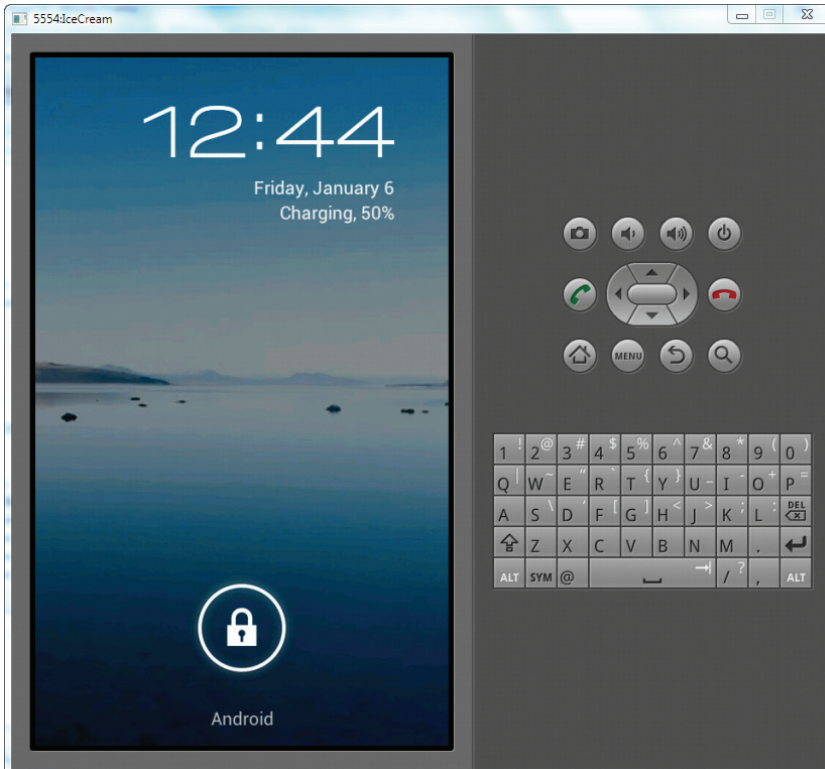 5554:IceCream
12:44
Friday, January 6
Charging, 50%
Android
MENU
1 ! 2 @ 3 # 4 $ 5 % 6 ^ 7 & 8 * 9 ( 0 )
Q | W ~ E " R ` T { Y } U _ I - O + P =
A S \ D ' F [ G ] H < J > K ; L : DEL
Z X C V B N M .
ALT SYM @ / ? , ALT